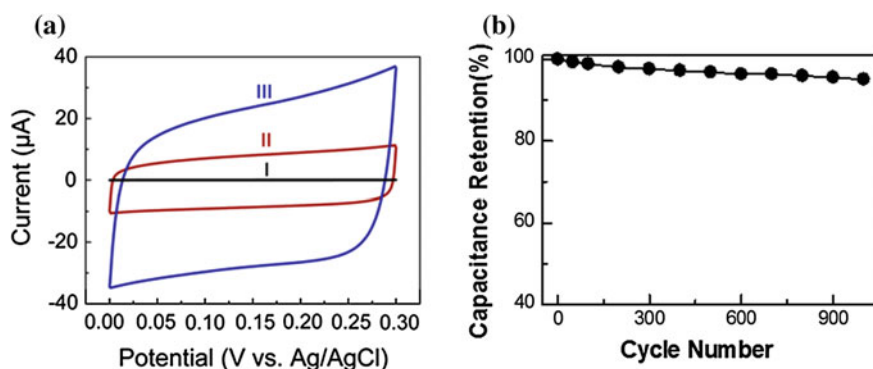 (a)
40
20
0
-20
-40
Current (µA)
III
II
I
0.00 0.05 0.10 0.15 0.20 0.25 0.30
Potential (V vs. Ag/AgCl)
(b)
100
80
60
40
Capacitance Retention(%)
0 300 600 900
Cycle Number